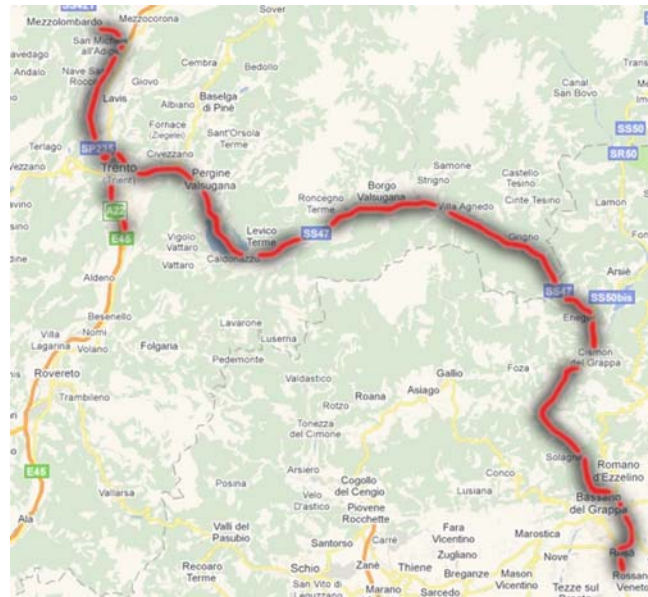 SS421
Mezzolombardo
Mezzocorona
Sover
San Michele
all'Adige
Cembra
Bedollo
Andalo
Nave San
Rocco
Giovo
Lavis
Albiano
Baselga
di Pinè
Canal
San Bovo
Fornace
(Ziegelei)
Sant'Orsola
Terme
Terlago
SP235
Civezzano
SS50
Trento
(Trient)
Pergine
Valsugana
Samone
SR50
Strigno
Castello
Tesino
Borgo
Valsugana
Roncegno
Terme
Villa Agnedo
Cinte Tesino
Lamon
A22
E45
Vigolo
Vattaro
Levico
Terme
SS47
Grigno
Vattaro
Caldonazzo
Arsiè
Aldeno
SS47
SS50bis
Enego
Besenello
Lavarone
Villa
Lagarina
Nomi
Volano
Folgaria
Luserna
Cismon
del Grappa
Pedemonte
Rovereto
Gallio
Foza
Valdastico
Asiago
Trambileno
Roana
Rotzo
Tonezza
del Cimone
Solagna
Romano
d'Ezzelino
E45
Arsiero
Conco
Posina
Cogollo
del Cengio
Lusiana
Bassano
del Grappa
Vallarsa
Velo
D'astico
Piovene
Rocchette
Ala
Valli del
Pasubio
Fara
Vicentino
Marostica
Santorso
Carrè
Zugliano
Nove
Rosà
Recoaro
Terme
Schio
Zanè
Thiene
Breganze
Mason
Vicentino
Rossano
Veneto
San Vito di
Leguzzano
Marano
Sarcedo
Tezze sul